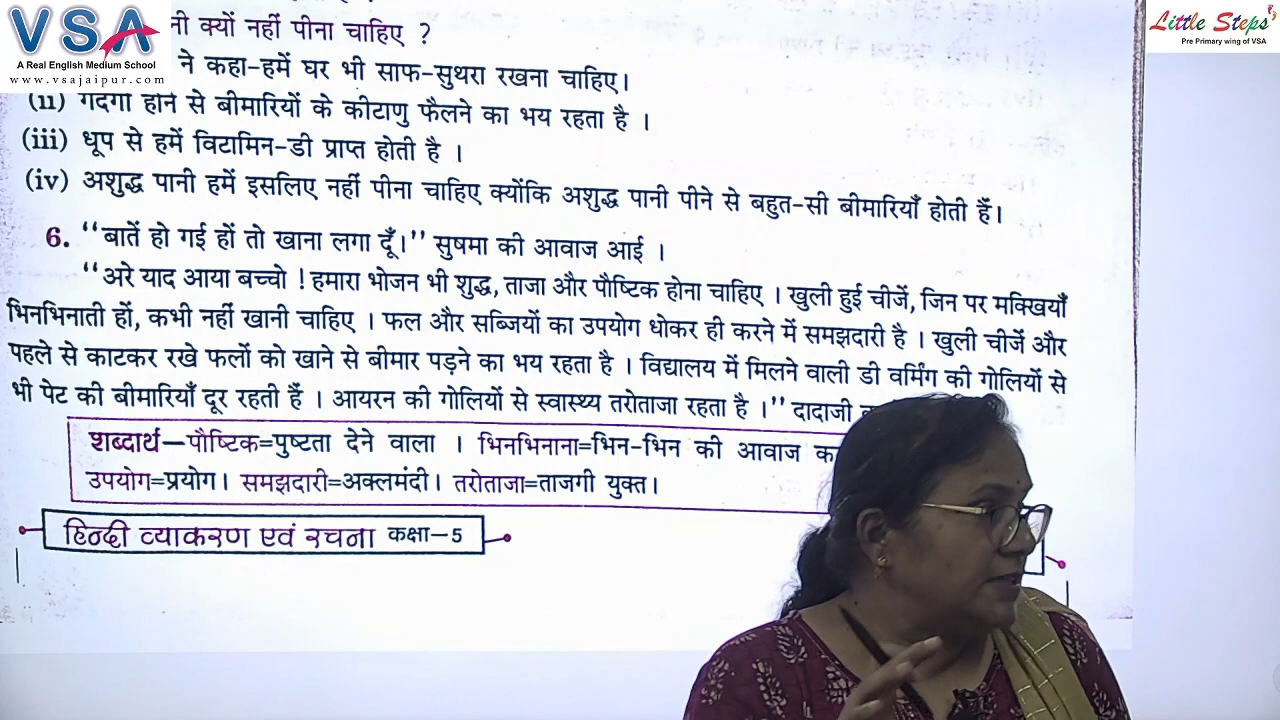 VSA
A Real English Medium School
www.vsajaipur.com
Little Steps
Pre Primary wing of VSA
नी क्यों नहीं पीना चाहिए ?
ने कहा-हमें घर भी साफ-सुथरा रखना चाहिए।
(ii) गंदगी होने से बीमारियों के कीटाणु फैलने का भय रहता है ।
(iii) धूप से हमें विटामिन-डी प्राप्त होती है ।
(iv) अशुद्ध पानी हमें इसलिए नहीं पीना चाहिए क्योंकि अशुद्ध पानी पीने से बहुत-सी बीमारियाँ होती हैं।
6. ‘‘बातें हो गई हों तो खाना लगा दूँ।’’ सुषमा की आवाज आई ।
‘‘अरे याद आया बच्चो ! हमारा भोजन भी शुद्ध, ताजा और पौष्टिक होना चाहिए । खुली हुई चीजें, जिन पर मक्खियाँ
भिनभिनाती हों, कभी नहीं खानी चाहिए । फल और सब्जियों का उपयोग धोकर ही करने में समझदारी है । खुली चीजें और
पहले से काटकर रखे फलों को खाने से बीमार पड़ने का भय रहता है । विद्यालय में मिलने वाली डी वर्मिंग की गोलियों से
भी पेट की बीमारियाँ दूर रहती हैं । आयरन की गोलियों से स्वास्थ्य तरोताजा रहता है ।’’ दादाजी
शब्दार्थ—पौष्टिक=पुष्टता देने वाला । भिनभिनाना=भिन-भिन की आवाज
उपयोग=प्रयोग। समझदारी=अक्लमंदी। तरोताजा=ताजगी युक्त।
हिन्दी व्याकरण एवं रचना कक्षा—5